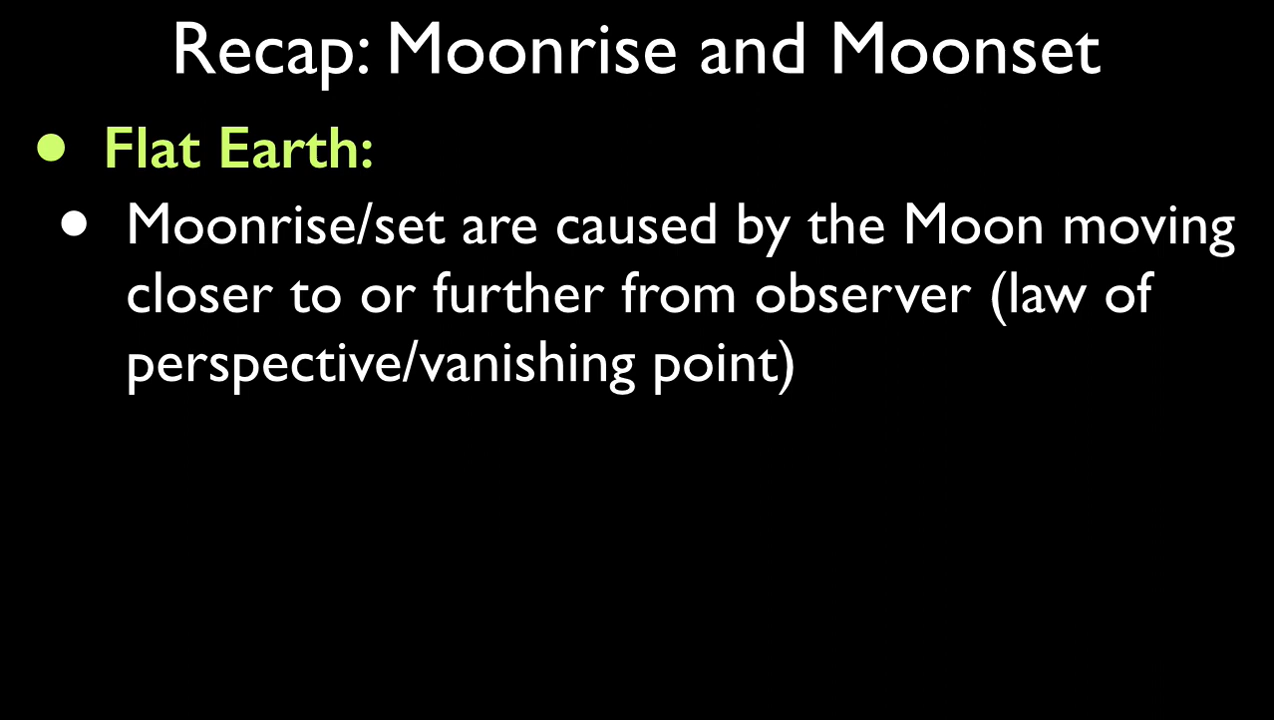 Recap: Moonrise and Moonset
● Flat Earth:
● Moonrise/set are caused by the Moon moving
closer to or further from observer (law of
perspective/vanishing point)